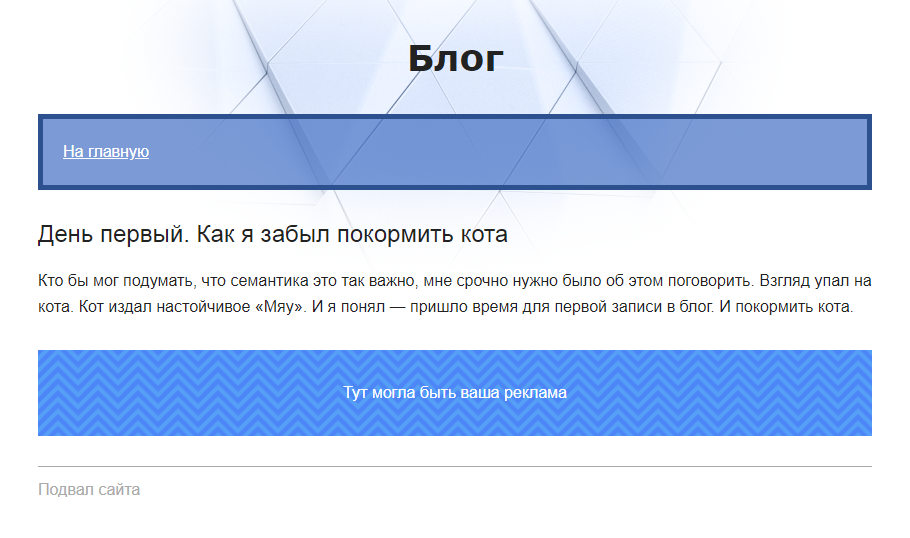 Блог
На главную
День первый. Как я забыл покормить кота
Кто бы мог подумать, что семантика это так важно, мне срочно нужно было об этом поговорить. Взгляд упал на
кота. Кот издал настойчивое «Мяу». И я понял — пришло время для первой записи в блог. И покормить кота.
Тут могла быть ваша реклама
Подвал сайта